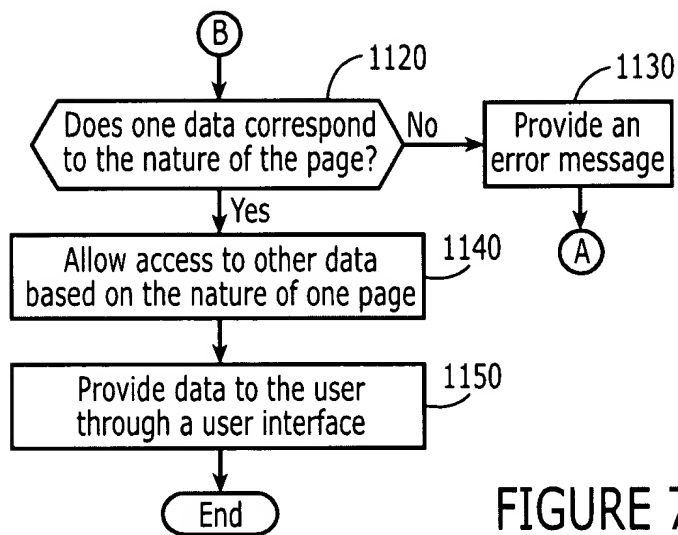 B
1120
Does one data correspond
to the nature of the page?
No
1130
Provide an
error message
A
Yes
1140
Allow access to other data
based on the nature of one page
1150
Provide data to the user
through a user interface
End
FIGURE 7